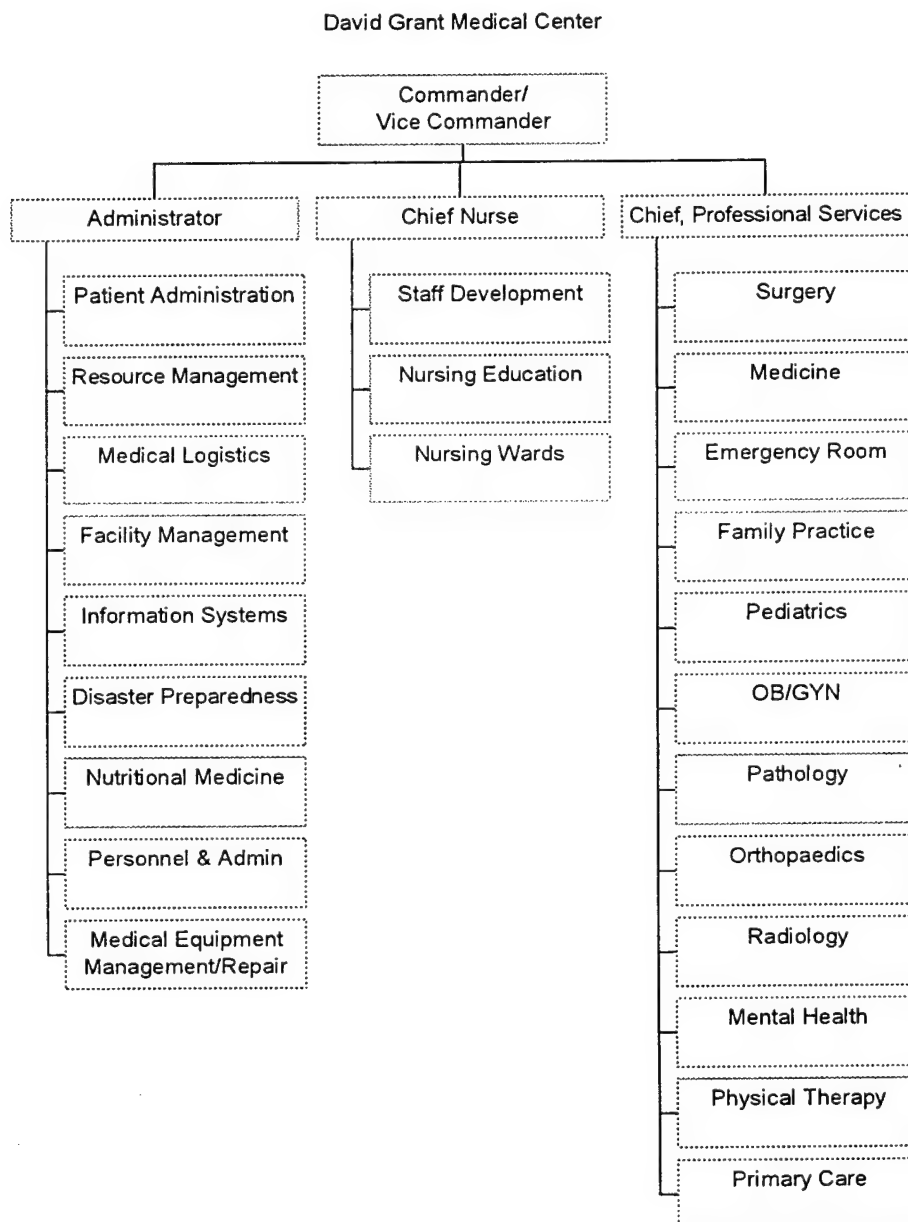 David Grant Medical Center
Commander/
Vice Commander
Administrator
Chief Nurse
Chief, Professional Services
Patient Administration
Resource Management
Medical Logistics
Facility Management
Information Systems
Disaster Preparedness
Nutritional Medicine
Personnel & Admin
Medical Equipment
Management/Repair
Staff Development
Nursing Education
Nursing Wards
Surgery
Medicine
Emergency Room
Family Practice
Pediatrics
OB/GYN
Pathology
Orthopaedics
Radiology
Mental Health
Physical Therapy
Primary Care